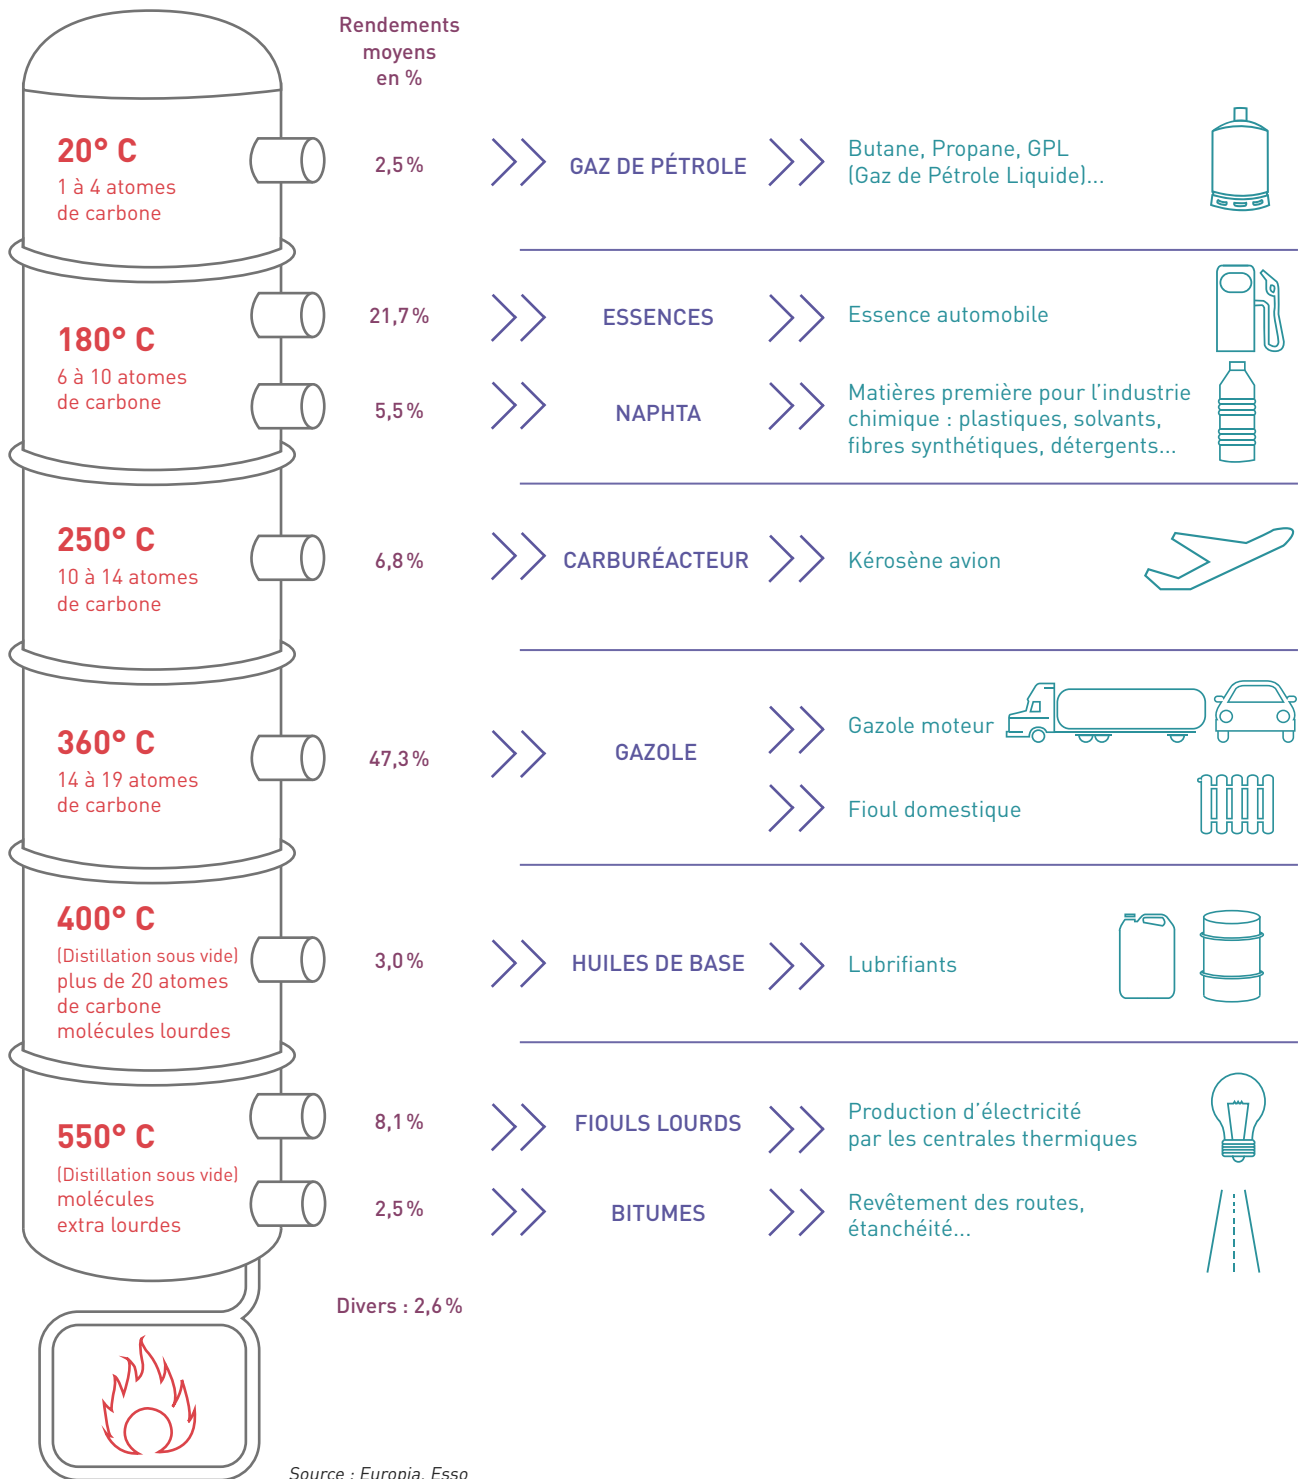 Rendements
moyens
en %
20° C
1 à 4 atomes
de carbone
2,5 %
GAZ DE PÉTROLE
Butane, Propane, GPL
(Gaz de Pétrole Liquide)...
180° C
6 à 10 atomes
de carbone
21,7 %
ESSENCES
Essence automobile
5,5 %
NAPHTA
Matières première pour l’industrie
chimique : plastiques, solvants,
fibres synthétiques, détergents...
250° C
10 à 14 atomes
de carbone
6,8 %
CARBURÉACTEUR
Kérosène avion
360° C
14 à 19 atomes
de carbone
47,3 %
GAZOLE
Gazole moteur
Fioul domestique
400° C
(Distillation sous vide)
plus de 20 atomes
de carbone
molécules lourdes
3,0 %
HUILES DE BASE
Lubrifiants
550° C
(Distillation sous vide)
molécules
extra lourdes
8,1 %
FIOULS LOURDS
Production d’électricité
par les centrales thermiques
2,5 %
BITUMES
Revêtement des routes,
étanchéité...
Divers : 2,6 %
Source : Europia, Esso